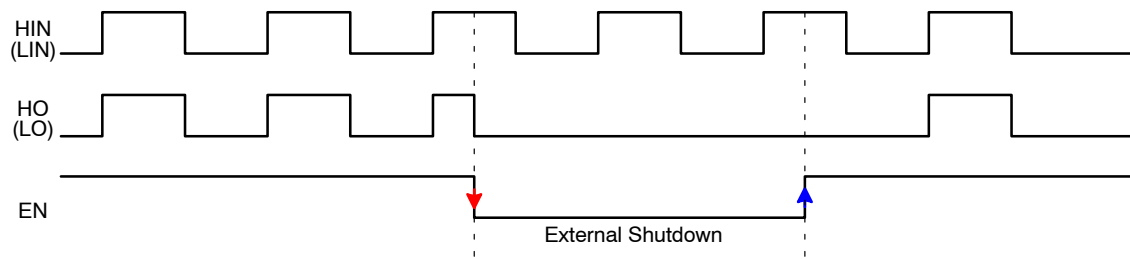 HIN
(LIN)
HO
(LO)
EN
External Shutdown